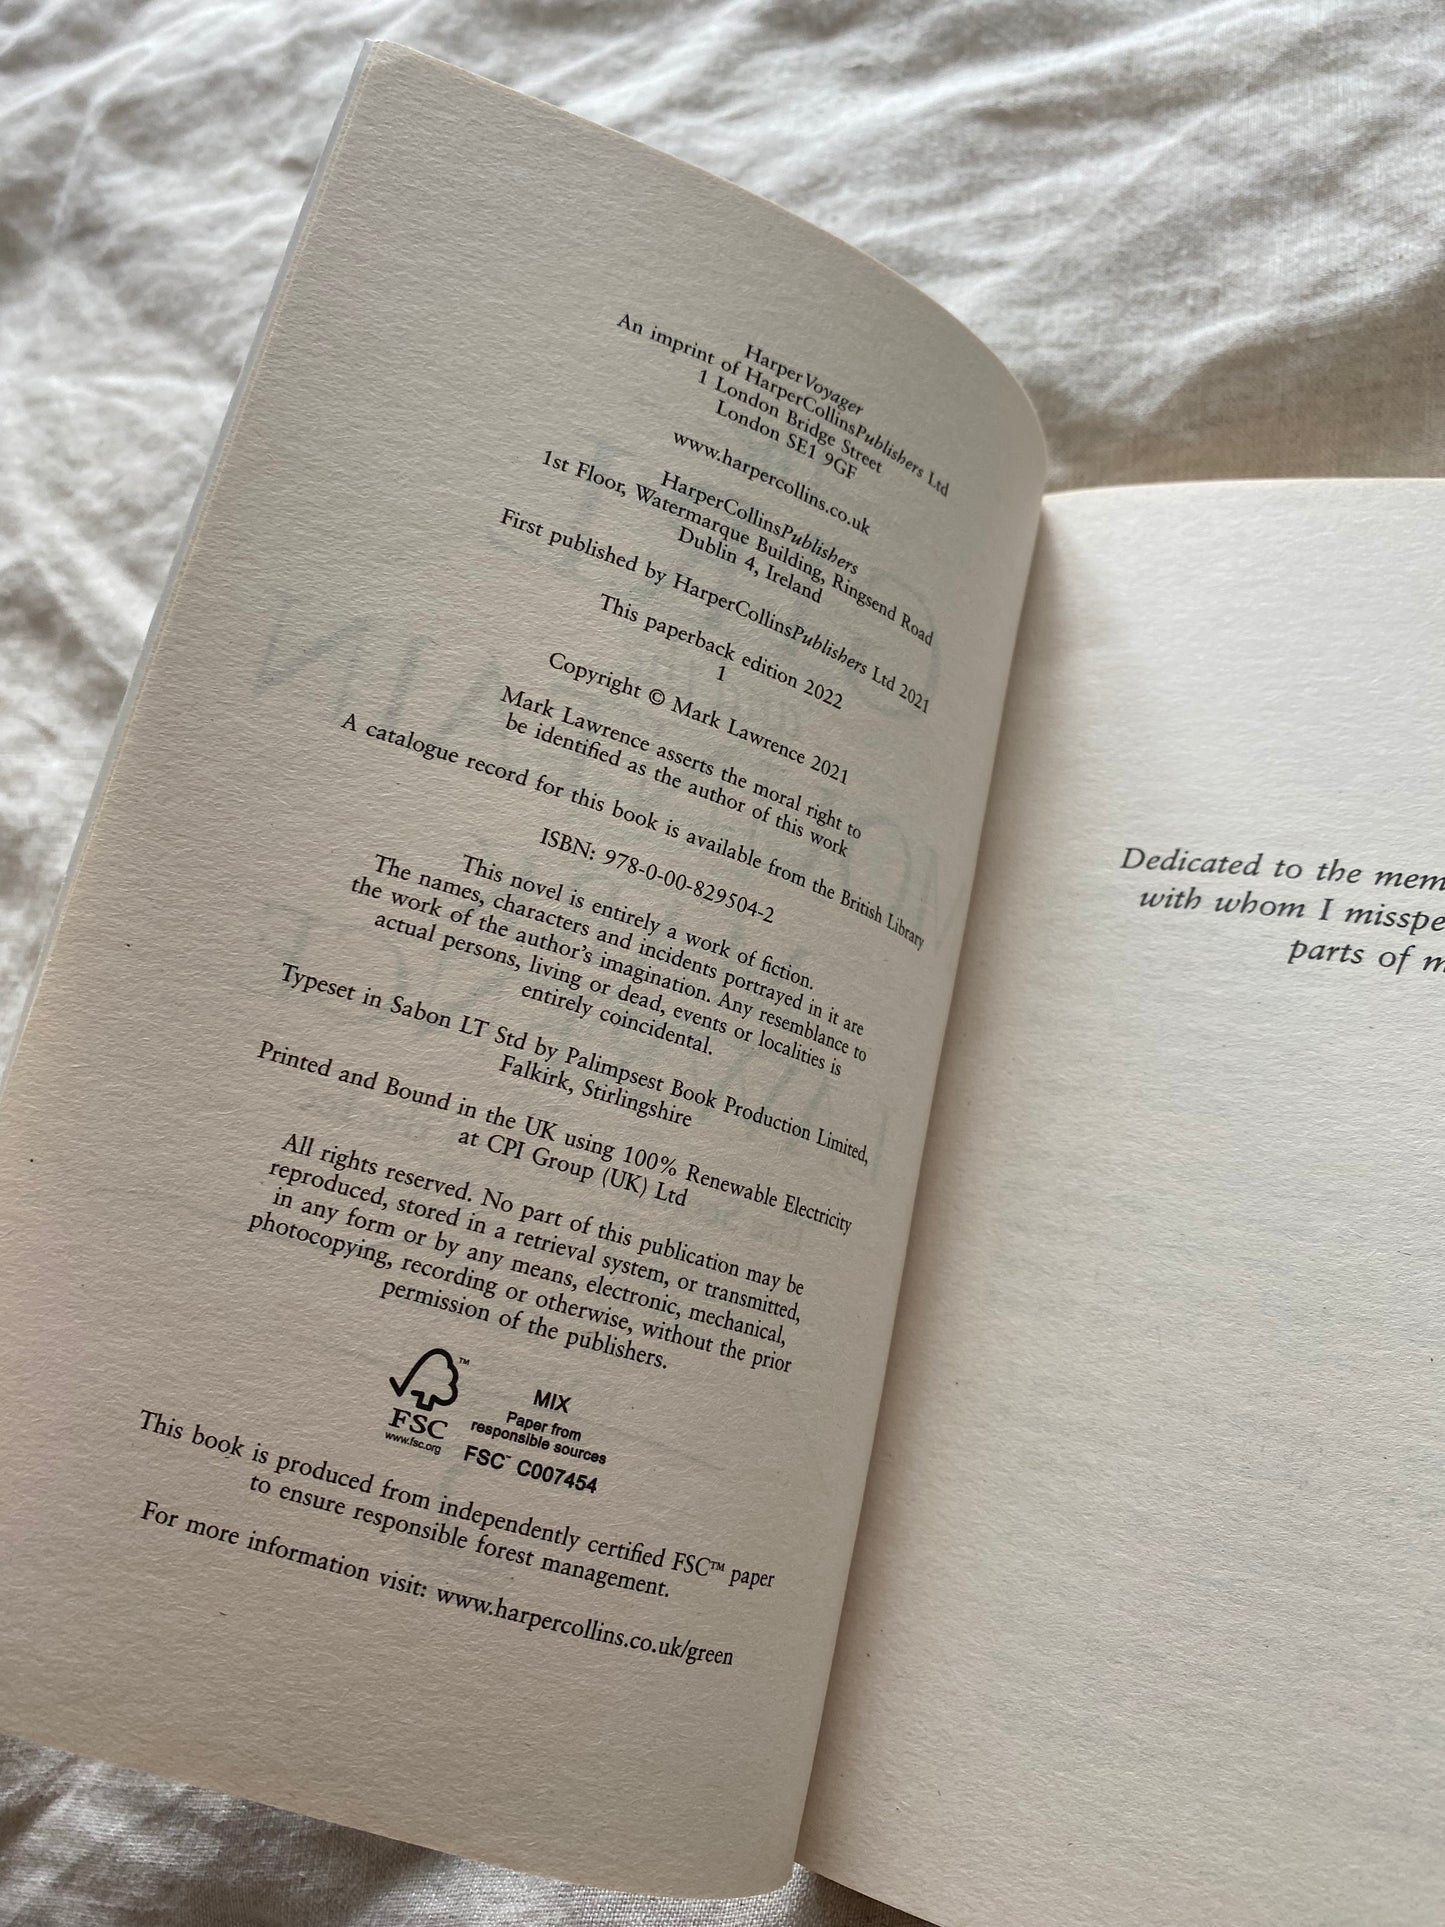 HarperVoyager
An imprint of HarperCollinsPublishers Ltd
1 London Bridge Street
London SE1 9GF
www.harpercollins.co.uk
HarperCollinsPublishers
1st Floor, Watermarque Building, Ringsend Road
Dublin 4, Ireland
First published by HarperCollinsPublishers Ltd 2021
This paperback edition 2022
1
Copyright © Mark Lawrence 2021
Mark Lawrence asserts the moral right to
be identified as the author of this work
A catalogue record for this book is available from the British Library
ISBN: 978-0-00-829504-2
This novel is entirely a work of fiction.
The names, characters and incidents portrayed in it are
the work of the author's imagination. Any resemblance to
actual persons, living or dead, events or localities is
entirely coincidental.
Typeset in Sabon LT Std by Palimpsest Book Production Limited,
Falkirk, Stirlingshire
Printed and Bound in the UK using 100% Renewable Electricity
at CPI Group (UK) Ltd
All rights reserved. No part of this publication may be
reproduced, stored in a retrieval system, or transmitted,
in any form or by any means, electronic, mechanical,
photocopying, recording or otherwise, without the prior
permission of the publishers.
™
FSC
www.fsc.org
MIX
Paper from
responsible sources
FSC™ C007454
This book is produced from independently certified FSC™ paper
to ensure responsible forest management.
For more information visit: www.harpercollins.co.uk/green
Dedicated to the mem
with whom I misspe
parts of m